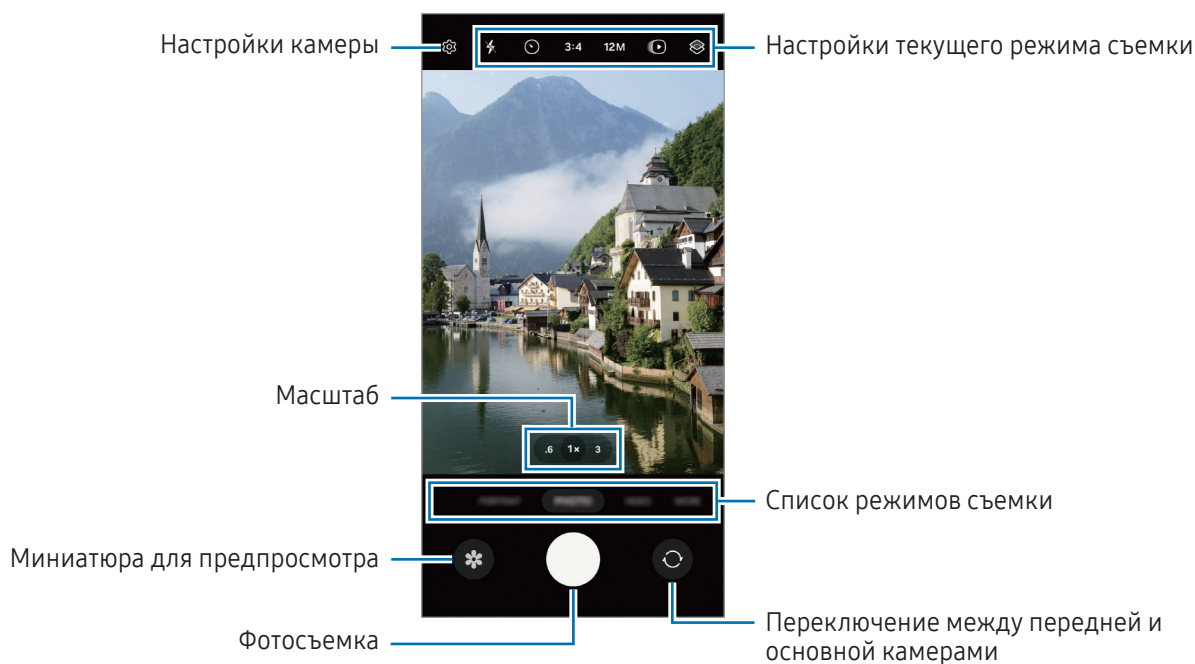 Настройки камеры
3:4 12M
Настройки текущего режима съемки
Масштаб
.6 1× 3
Список режимов съемки
Миниатюра для предпросмотра
Фотосъемка
Переключение между передней и
основной камерами